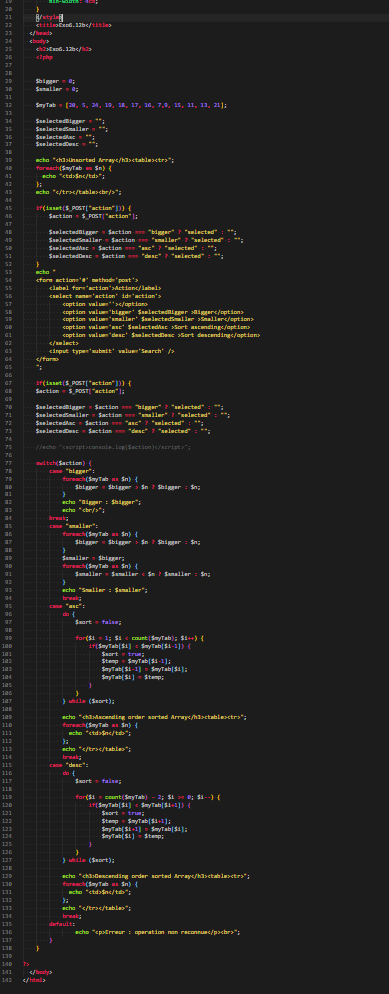 19 min-width: 4cm;
20 }
21 </style>
22 <title>Exo6.12b</title>
23 </head>
24 <body>
25 <h2>Exo6.12b</h2>
26 <?php
27
28
29 $bigger = 0;
30 $smaller = 0;
31
32 $myTab = [20, 5, 24, 19, 18, 17, 16, 7,9, 15, 11, 13, 21];
33
34 $selectedBigger = "";
35 $selectedSmaller = "";
36 $selectedAsc = "";
37 $selectedDesc = "";
38
39 echo "<h3>Unsorted Array</h3><table><tr>";
40 foreach($myTab as $n) {
41 echo "<td>$n</td>";
42 };
43 echo "</tr></table><br/>";
44
45 if(isset($_POST["action"])) {
46 $action = $_POST["action"];
47
48 $selectedBigger = $action === "bigger" ? "selected" : "";
49 $selectedSmaller = $action === "smaller" ? "selected" : "";
50 $selectedAsc = $action === "asc" ? "selected" : "";
51 $selectedDesc = $action === "desc" ? "selected" : "";
52 }
53 echo "
54 <form action='#' method='post'>
55 <label for='action'>Action</label>
56 <select name='action' id='action'>
57 <option value=''></option>
58 <option value='bigger' $selectedBigger >Bigger</option>
59 <option value='smaller' $selectedSmaller >Smaller</option>
60 <option value='asc' $selectedAsc >Sort ascending</option>
61 <option value='desc' $selectedDesc >Sort descending</option>
62 </select>
63 <input type='submit' value='Search' />
64 </form>
65 ";
66
67 if(isset($_POST["action"])) {
68 $action = $_POST["action"];
69
70 $selectedBigger = $action === "bigger" ? "selected" : "";
71 $selectedSmaller = $action === "smaller" ? "selected" : "";
72 $selectedAsc = $action === "asc" ? "selected" : "";
73 $selectedDesc = $action === "desc" ? "selected" : "";
74
75 //echo "<script>console.log($action)</script>";
76
77 switch($action) {
78 case "bigger":
79 foreach($myTab as $n) {
80 $bigger = $bigger > $n ? $bigger : $n;
81 }
82 echo "Bigger : $bigger";
83 echo "<br/>";
84 break;
85 case "smaller":
86 foreach($myTab as $n) {
87 $bigger = $bigger > $n ? $bigger : $n;
88 }
89 $smaller = $bigger;
90 foreach($myTab as $n) {
91 $smaller = $smaller < $n ? $smaller : $n;
92 }
93 echo "Smaller : $smaller";
94 break;
95 case "asc":
96 do {
97 $sort = false;
98
99 for($i = 1; $i < count($myTab); $i++) {
100 if($myTab[$i] < $myTab[$i-1]) {
101 $sort = true;
102 $temp = $myTab[$i-1];
103 $myTab[$i-1] = $myTab[$i];
104 $myTab[$i] = $temp;
105 }
106 }
107 } while ($sort);
108
109 echo "<h3>Ascending order sorted Array</h3><table><tr>";
110 foreach($myTab as $n) {
111 echo "<td>$n</td>";
112 };
113 echo "</tr></table>";
114 break;
115 case "desc":
116 do {
117 $sort = false;
118
119 for($i = count($myTab) - 2; $i >= 0; $i--) {
120 if($myTab[$i] < $myTab[$i+1]) {
121 $sort = true;
122 $temp = $myTab[$i+1];
123 $myTab[$i+1] = $myTab[$i];
124 $myTab[$i] = $temp;
125 }
126 }
127 } while ($sort);
128
129 echo "<h3>Descending order sorted Array</h3><table><tr>";
130 foreach($myTab as $n) {
131 echo "<td>$n</td>";
132 };
133 echo "</tr></table>";
134 break;
135 default:
136 echo "<p>Erreur : operation non reconnue</p><br>";
137 }
138 }
139
140 ?>
141 </body>
142 </html>